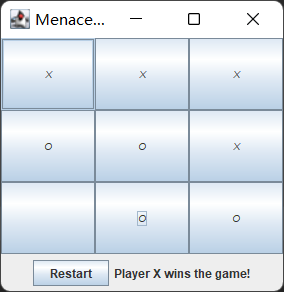 Menace...
X X X
O O X
O O
Restart Player X wins the game!